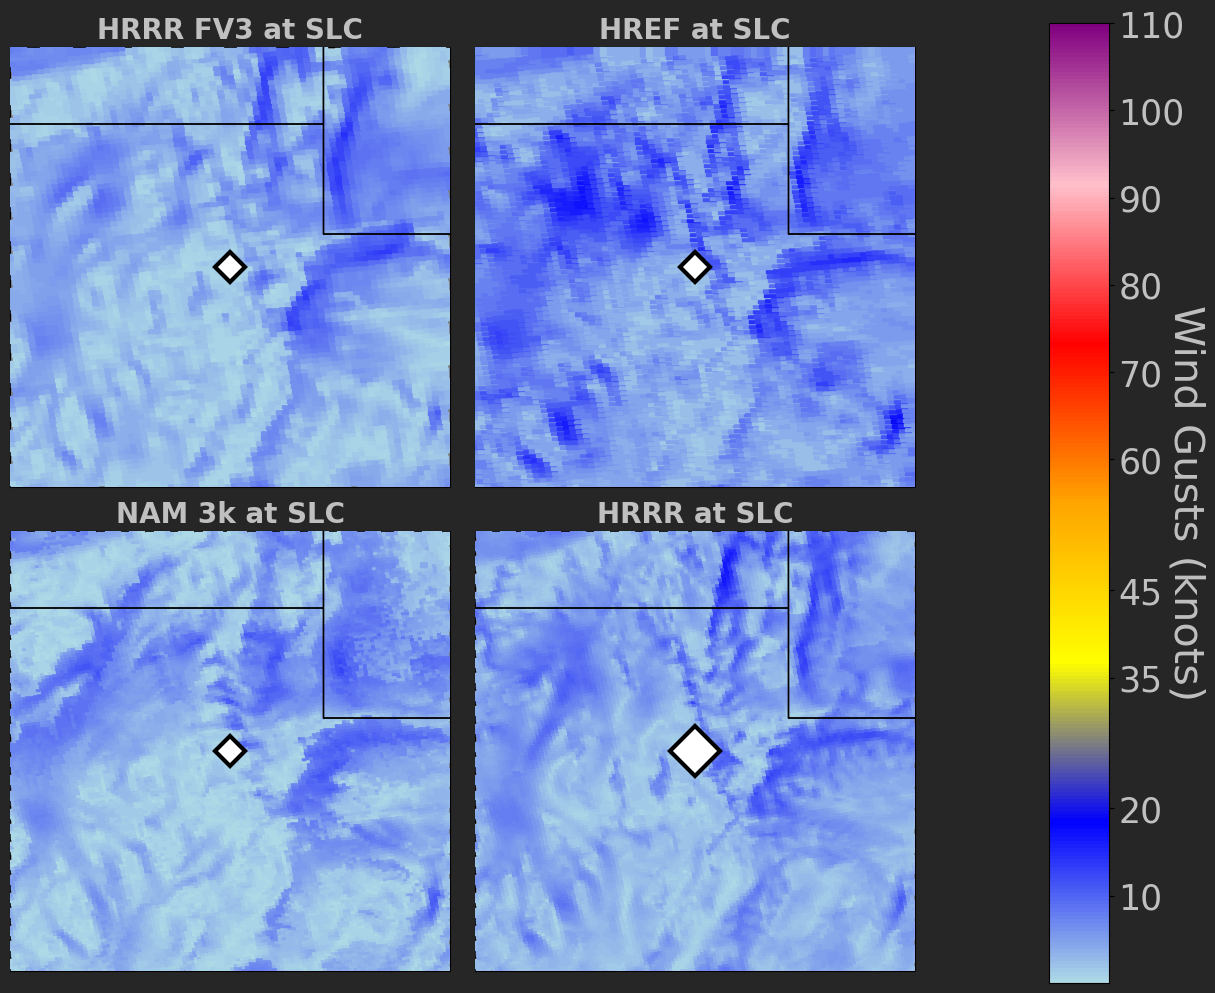 HRRR FV3 at SLC
HREF at SLC
NAM 3k at SLC
HRRR at SLC
110
100
90
80
70
60
45
35
20
10
Wind Gusts (knots)